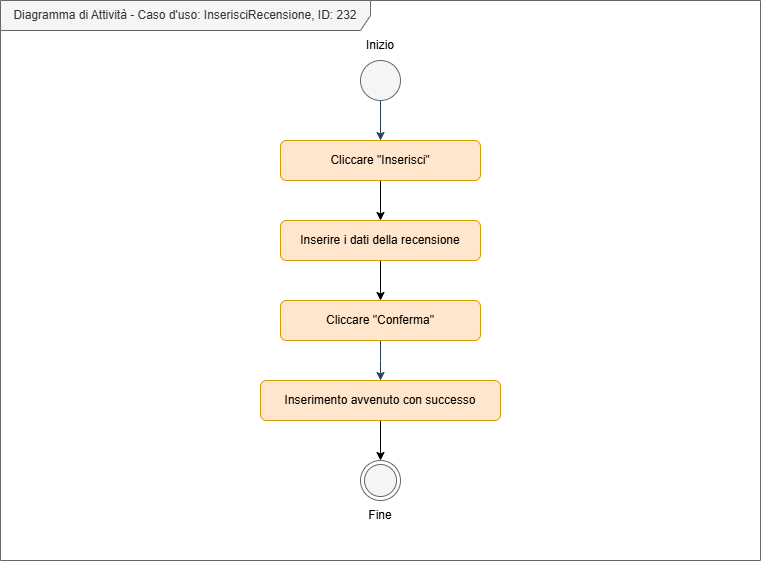 Diagramma di Attività - Caso d'uso: InserisciRecensione, ID: 232
Inizio
Cliccare "Inserisci"
Inserire i dati della recensione
Cliccare "Conferma"
Inserimento avvenuto con successo
Fine